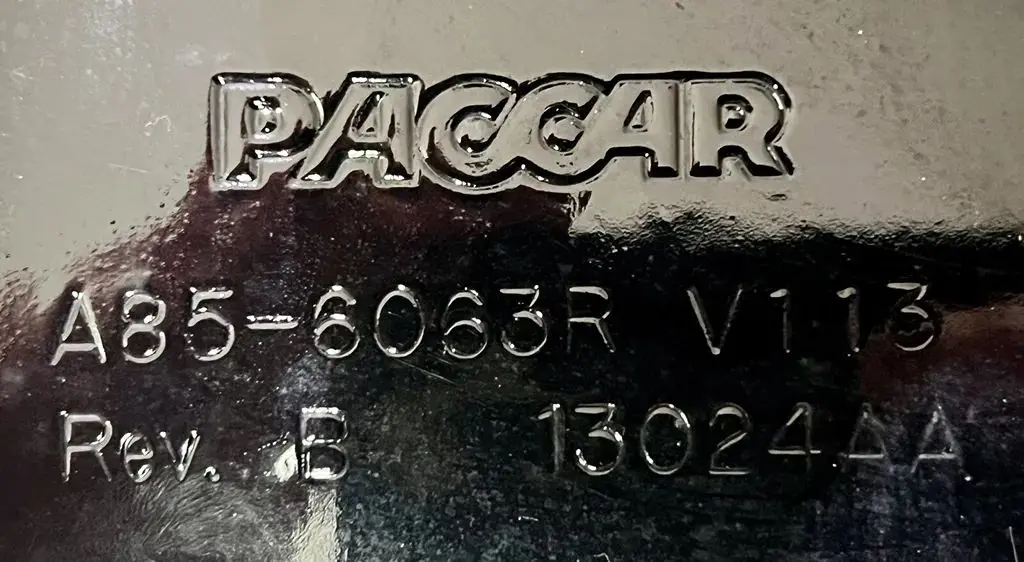 PACCAR
A85-6063R V113
Rev. B 13024AA